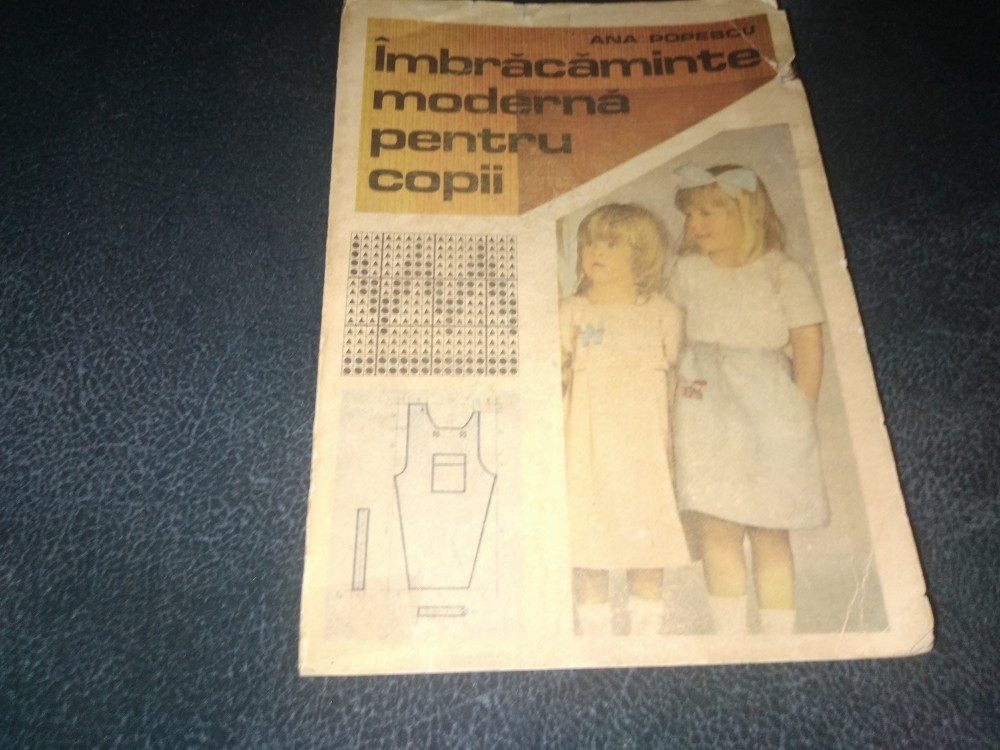 ANA POPESCU
Îmbrăcăminte
modernă
pentru
copii